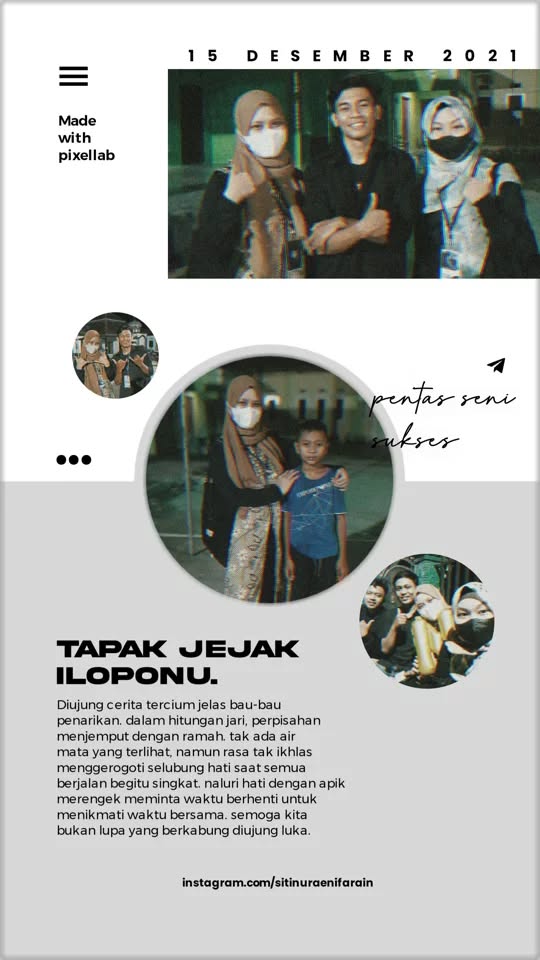 15 DESEMBER 2021
Made
with
pixellab
pentas seni
sukses
TAPAK JEJAK
ILOPONU.
Diujung cerita tercium jelas bau-bau
penarikan. dalam hitungan jari, perpisahan
menjemput dengan ramah. tak ada air
mata yang terlihat, namun rasa tak ikhlas
menggerogoti selubung hati saat semua
berjalan begitu singkat. naluri hati dengan apik
merengek meminta waktu berhenti untuk
menikmati waktu bersama. semoga kita
bukan lupa yang berkabung diujung luka.
instagram.com/sitinuraenifarain